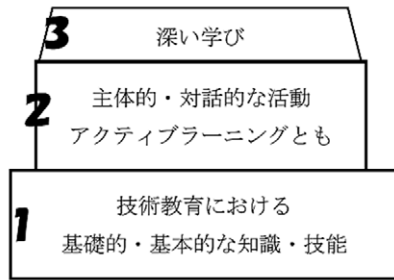 3 深い学び
2 主体的・対話的な活動
アクティブラーニングとも
1 技術教育における
基礎的・基本的な知識・技能